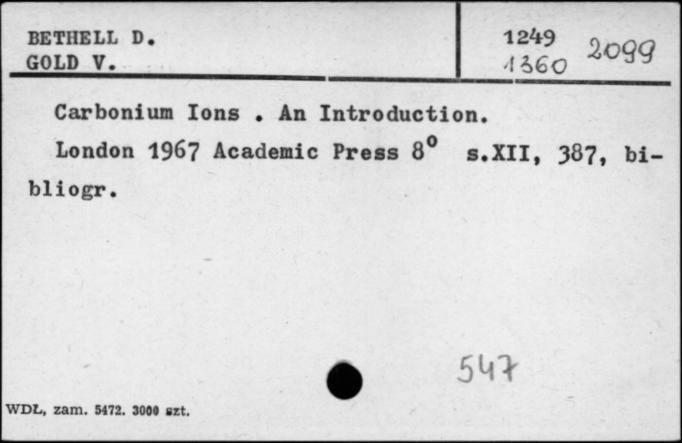 BETHELL D.
GOLD V.
1249
1360 2099
Carbonium Ions . An Introduction.
London 1967 Academic Press 8° s.XII, 387, bi-
bliogr.
547
WDL, zam. 5472. 3000 szt.